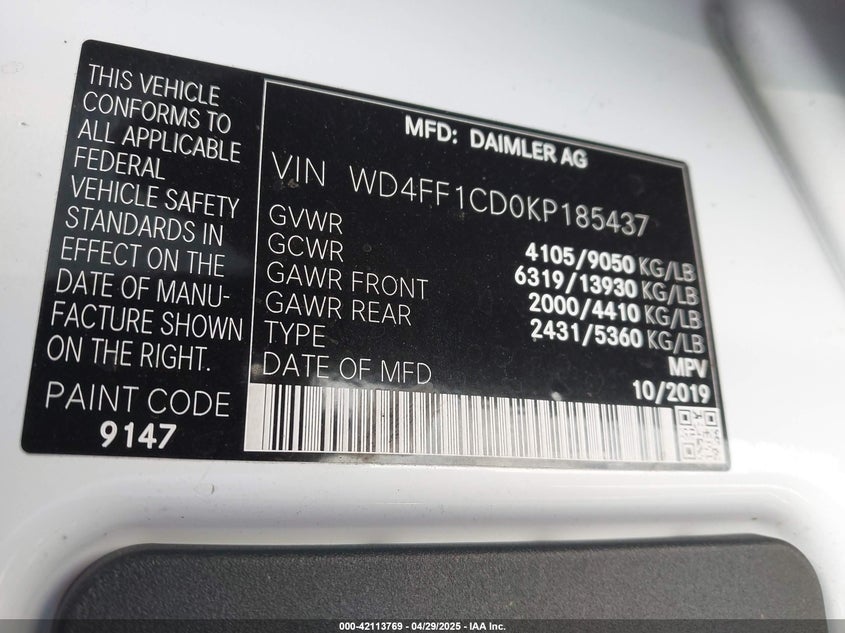 THIS VEHICLE
CONFORMS TO
ALL APPLICABLE
FEDERAL
VEHICLE SAFETY
STANDARDS IN
EFFECT ON THE
DATE OF MANU-
FACTURE SHOWN
ON THE RIGHT.
PAINT CODE
9147
MFD: DAIMLER AG
VIN WD4FF1CD0KP185437
GVWR 4105/9050 KG/LB
GCWR 6319/13930 KG/LB
GAWR FRONT 2000/4410 KG/LB
GAWR REAR 2431/5360 KG/LB
TYPE MPV
DATE OF MFD 10/2019
000-42113769 | 04/29/2025 - IAA Inc.